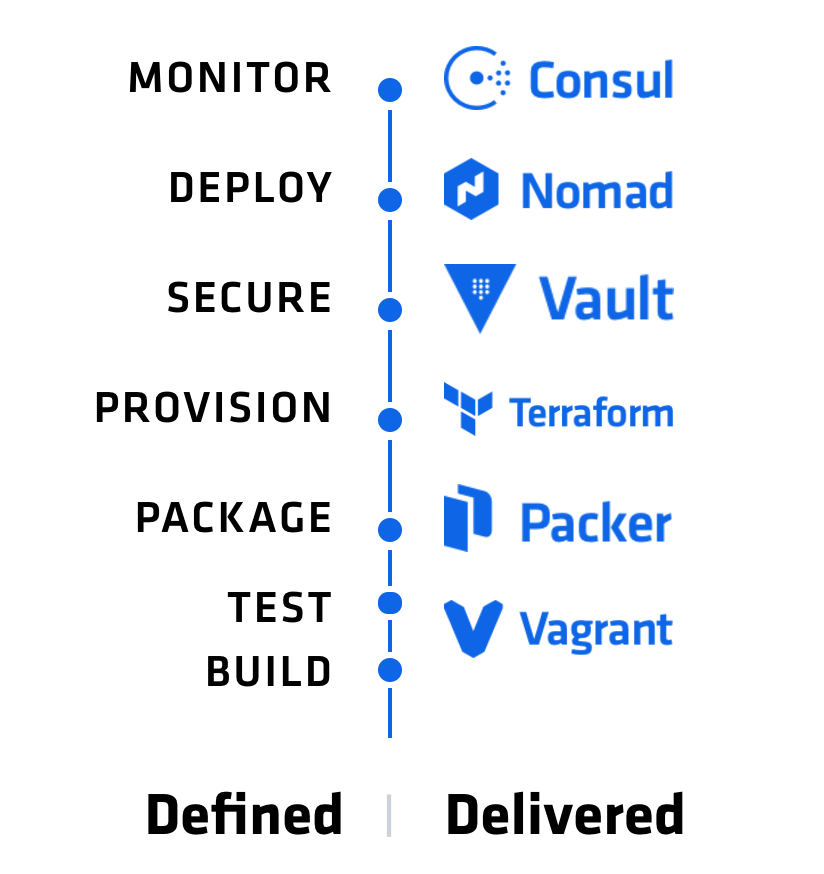 MONITOR Consul
DEPLOY Nomad
SECURE Vault
PROVISION Terraform
PACKAGE Packer
TEST Vagrant
BUILD
Defined | Delivered